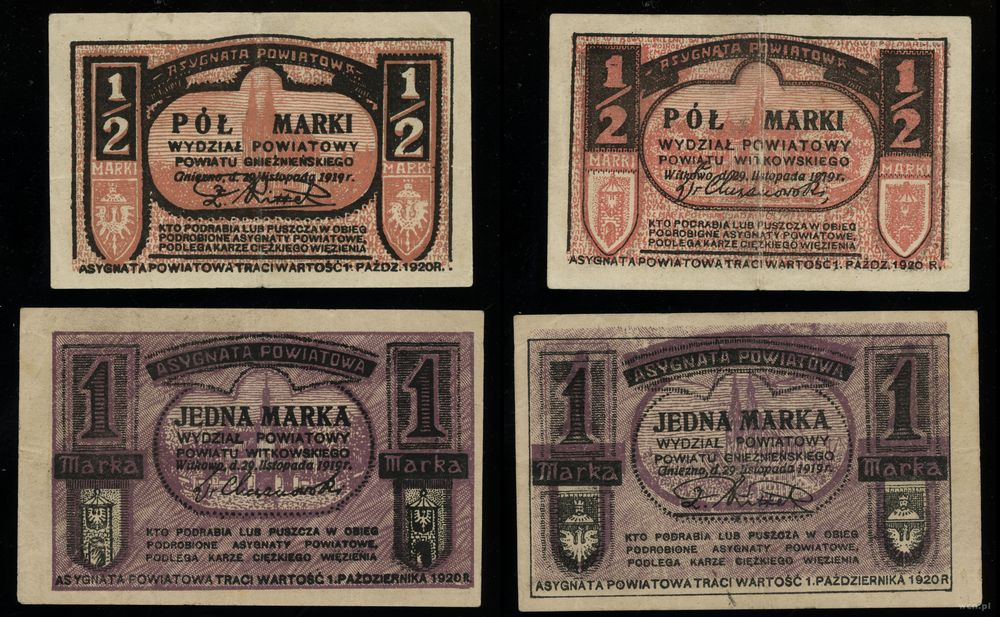 ASYGNATA POWIATOWA
1/2
1/2
PÓŁ MARKI
WYDZIAŁ POWIATOWY
POWIATU GNIEŹNIEŃSKIEGO
Gniezno, d. 29. listopada 1919 r.
MARKI
MARKI
KTO PODRABIA LUB PUSZCZA W OBIEG
PODROBIONE ASYGNATY POWIATOWE,
PODLEGA KARZE CIĘŻKIEGO WIĘZIENIA
ASYGNATA POWIATOWA TRACI WARTOŚĆ 1. PAŹDZ. 1920 R.
ASYGNATA POWIATOWA
1/2
1/2
PÓŁ MARKI
WYDZIAŁ POWIATOWY
POWIATU WITKOWSKIEGO
Witkowo, d. 29. listopada 1919 r.
MARKI
MARKI
KTO PODRABIA LUB PUSZCZA W OBIEG
PODROBIONE ASYGNATY POWIATOWE,
PODLEGA KARZE CIĘŻKIEGO WIĘZIENIA
ASYGNATA POWIATOWA TRACI WARTOŚĆ 1. PAŹDZ. 1920 R.
ASYGNATA POWIATOWA
1
1
JEDNA MARKA
WYDZIAŁ POWIATOWY
POWIATU WITKOWSKIEGO
Witkowo, d. 29. listopada 1919 r.
Marka
Marka
KTO PODRABIA LUB PUSZCZA W OBIEG
PODROBIONE ASYGNATY POWIATOWE,
PODLEGA KARZE CIĘŻKIEGO WIĘZIENIA
ASYGNATA POWIATOWA TRACI WARTOŚĆ 1. PAŹDZIERNIKA 1920 R.
ASYGNATA POWIATOWA
1
1
JEDNA MARKA
WYDZIAŁ POWIATOWY
POWIATU GNIEŹNIEŃSKIEGO
Gniezno, d. 29. listopada 1919 r.
Marka
Marka
KTO PODRABIA LUB PUSZCZA W OBIEG
PODROBIONE ASYGNATY POWIATOWE,
PODLEGA KARZE CIĘŻKIEGO WIĘZIENIA
ASYGNATA POWIATOWA TRACI WARTOŚĆ 1. PAŹDZIERNIKA 1920 R
wcn.pl